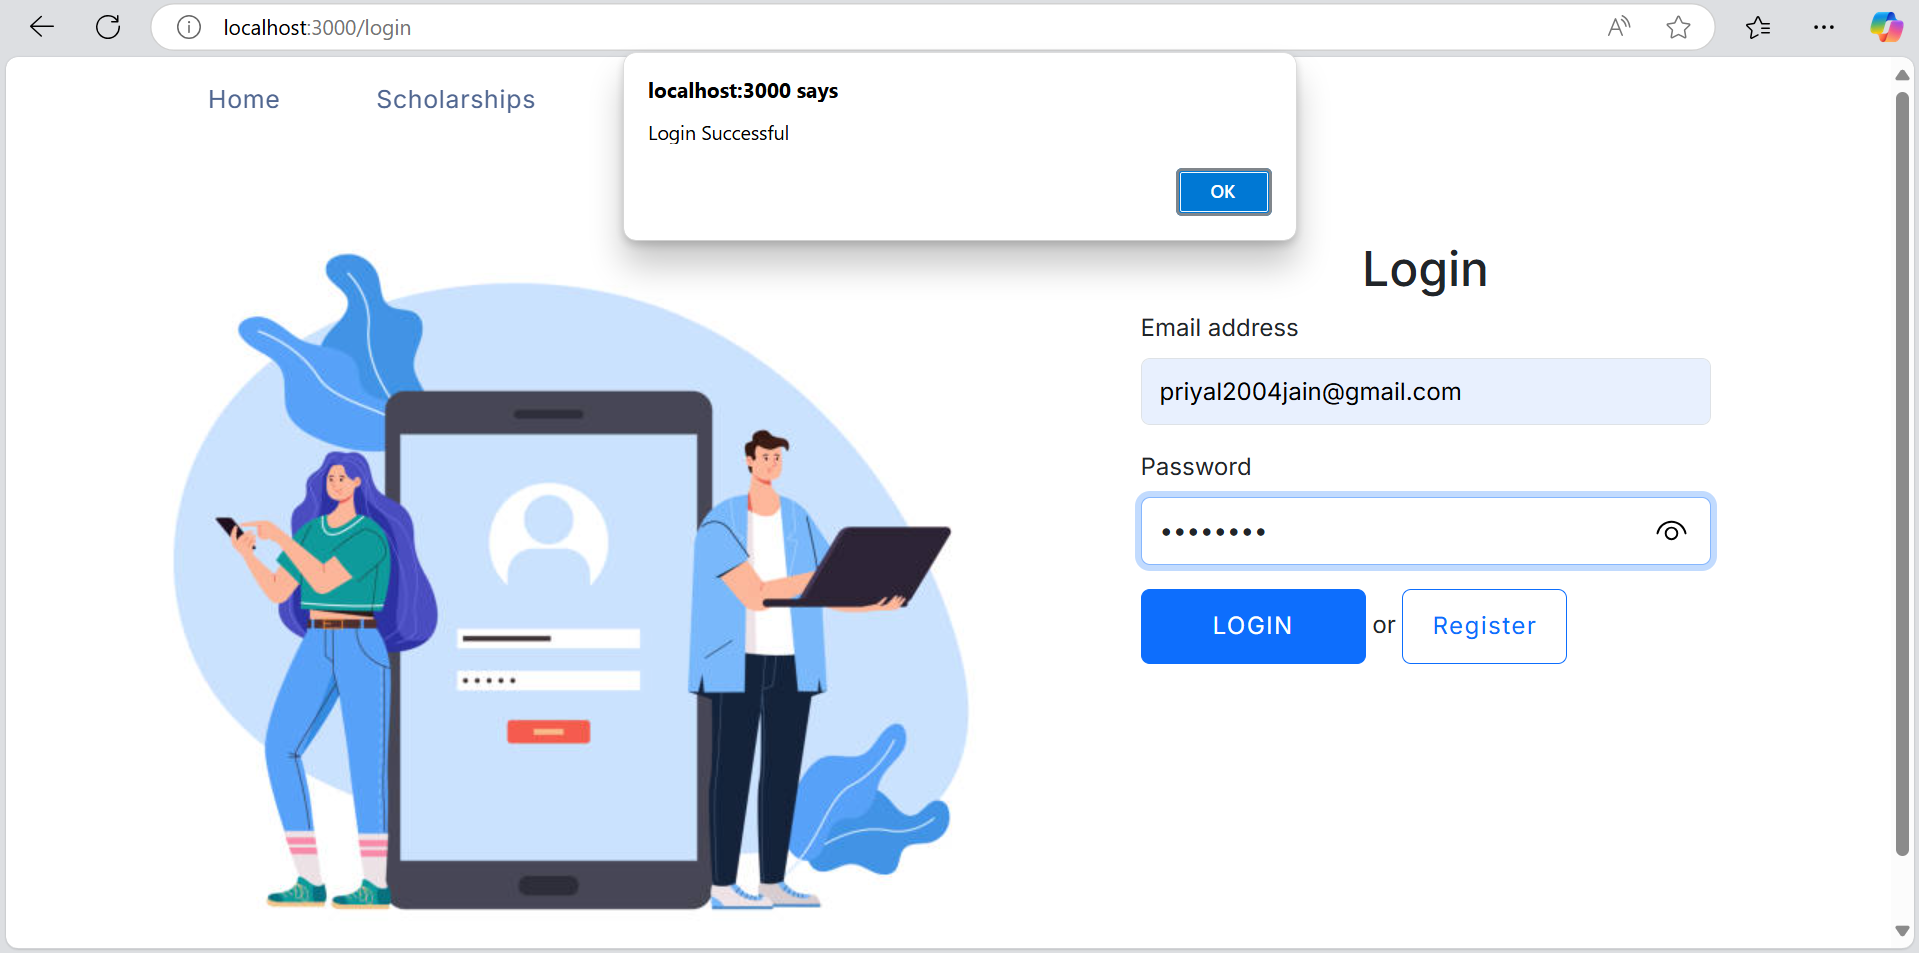 localhost:3000/login
Home Scholarships
localhost:3000 says
Login Successful
OK
Login
Email address
priyal2004jain@gmail.com
Password
••••••••
LOGIN or Register